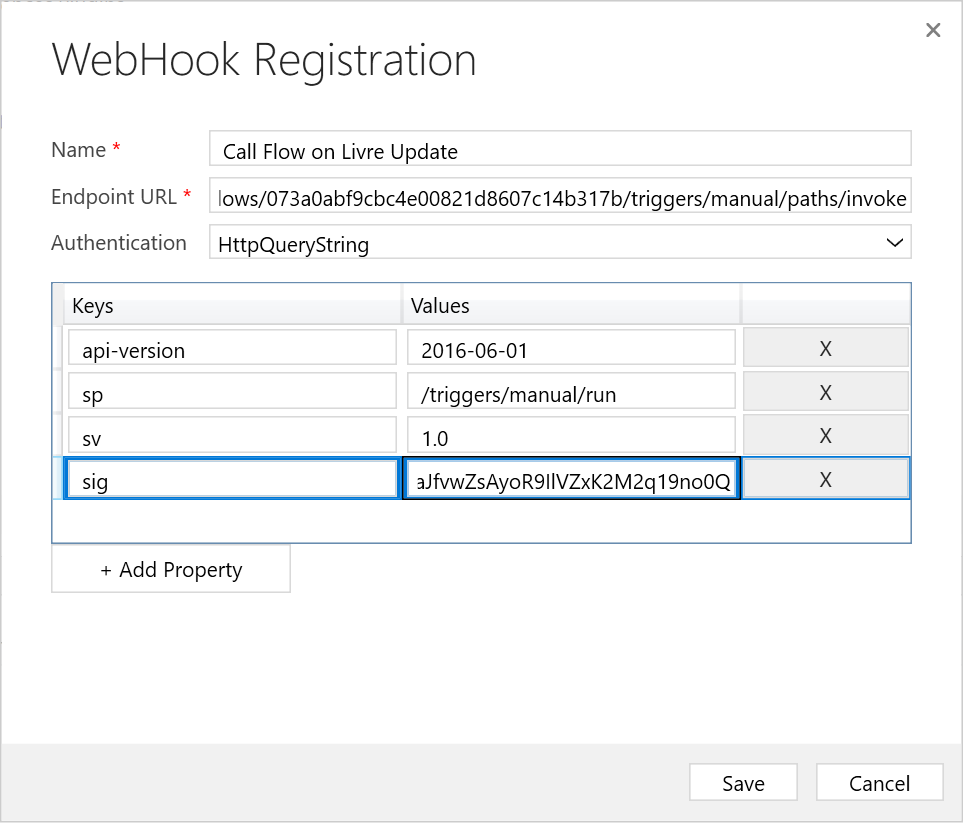 WebHook Registration
Name *
Call Flow on Livre Update
Endpoint URL *
lows/073a0abf9cbc4e00821d8607c14b317b/triggers/manual/paths/invoke
Authentication
HttpQueryString
Keys Values
api-version 2016-06-01 X
sp /triggers/manual/run X
sv 1.0 X
sig aJfvwZsAyoR9IlVZxK2M2q19no0Q X
+ Add Property
Save Cancel